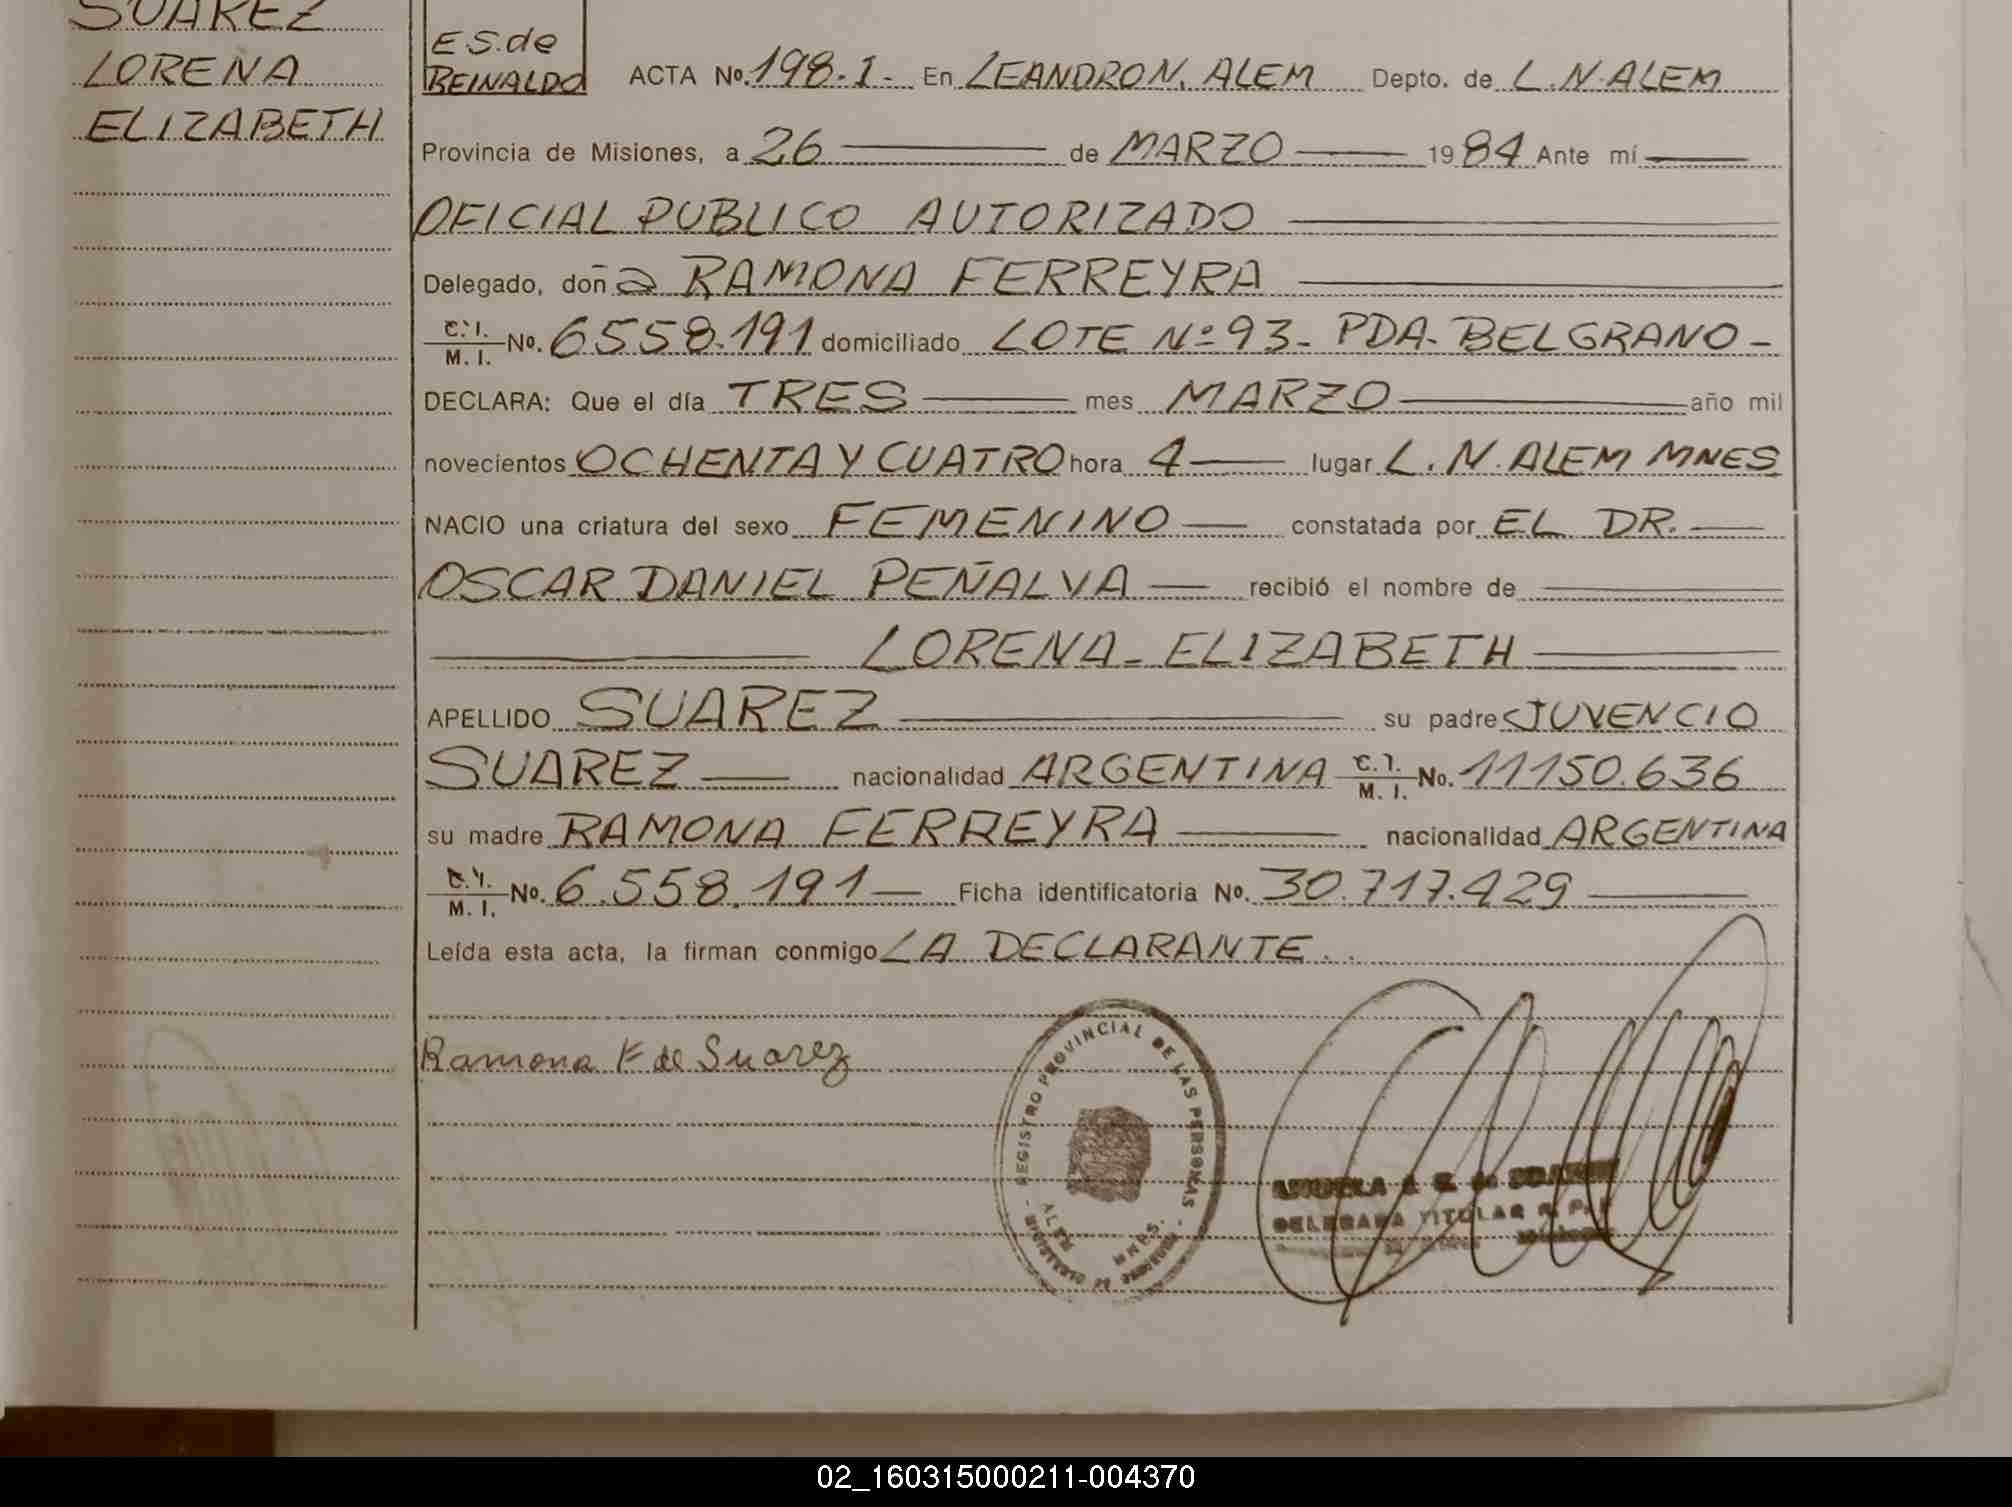 SUAREZ
LORENA
ELIZABETH
E.S. de
REINALDO
ACTA No. 198.I.- En LEANDRO N. ALEM Depto. de L.N.ALEM
Provincia de Misiones, a 26 de MARZO 1984 Ante mí
OFICIAL PUBLICO AUTORIZADO
Delegado, doña RAMONA FERREYRA
C. I. / M. I. No. 6558.191 domiciliado LOTE Nº 93- PDA. BELGRANO-
DECLARA: Que el día TRES mes MARZO año mil
novecientos OCHENTA Y CUATRO hora 4 lugar L.N.ALEM MNES
NACIO una criatura del sexo FEMENINO constatada por EL DR.
OSCAR DANIEL PEÑALVA recibió el nombre de
LORENA-ELIZABETH
APELLIDO SUAREZ su padre JUVENCIO
SUAREZ nacionalidad ARGENTINA C. I. / M. I. No. 11150.636
su madre RAMONA FERREYRA nacionalidad ARGENTINA
C. I. / M. I. No. 6.558.191 Ficha identificatoria No. 30.717.429
Leída esta acta, la firman conmigo LA DECLARANTE..
Ramona F de Suarez
REGISTRO PROVINCIAL DE LAS PERSONAS
ALEM MNES.
TITULAR
02_160315000211-004370